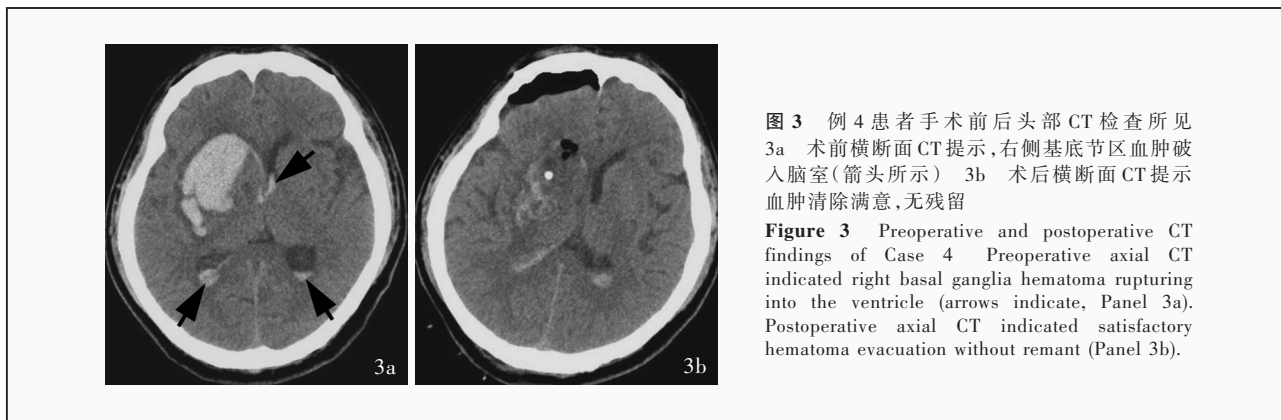 3a
3b
图 3 例 4 患者手术前后头部 CT 检查所见
3a 术前横断面CT提示,右侧基底节区血肿破
入脑室(箭头所示) 3b 术后横断面CT提示
血肿清除满意,无残留
Figure 3 Preoperative and postoperative CT
findings of Case 4 Preoperative axial CT
indicated right basal ganglia hematoma rupturing
into the ventricle (arrows indicate, Panel 3a).
Postoperative axial CT indicated satisfactory
hematoma evacuation without remant (Panel 3b).